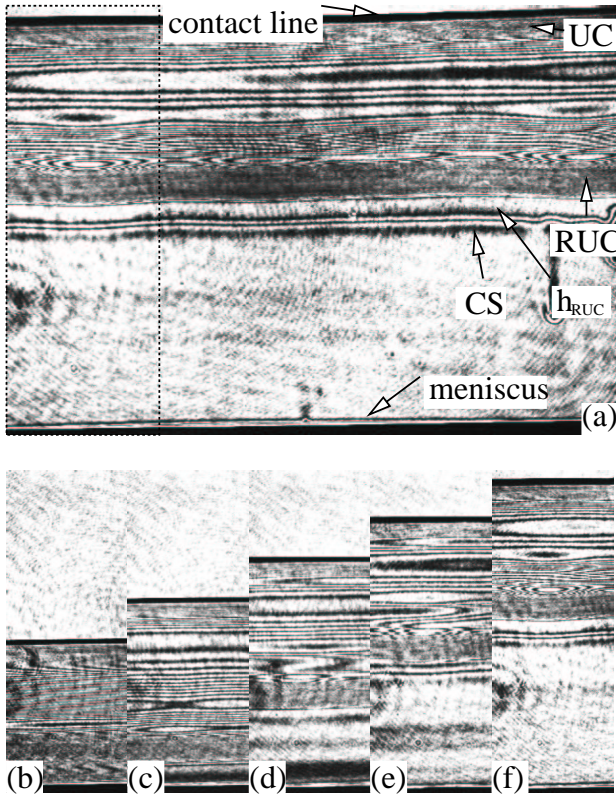 contact line
UC
RUC
CS
h_RUC
meniscus
(a)
(b) (c) (d) (e) (f)